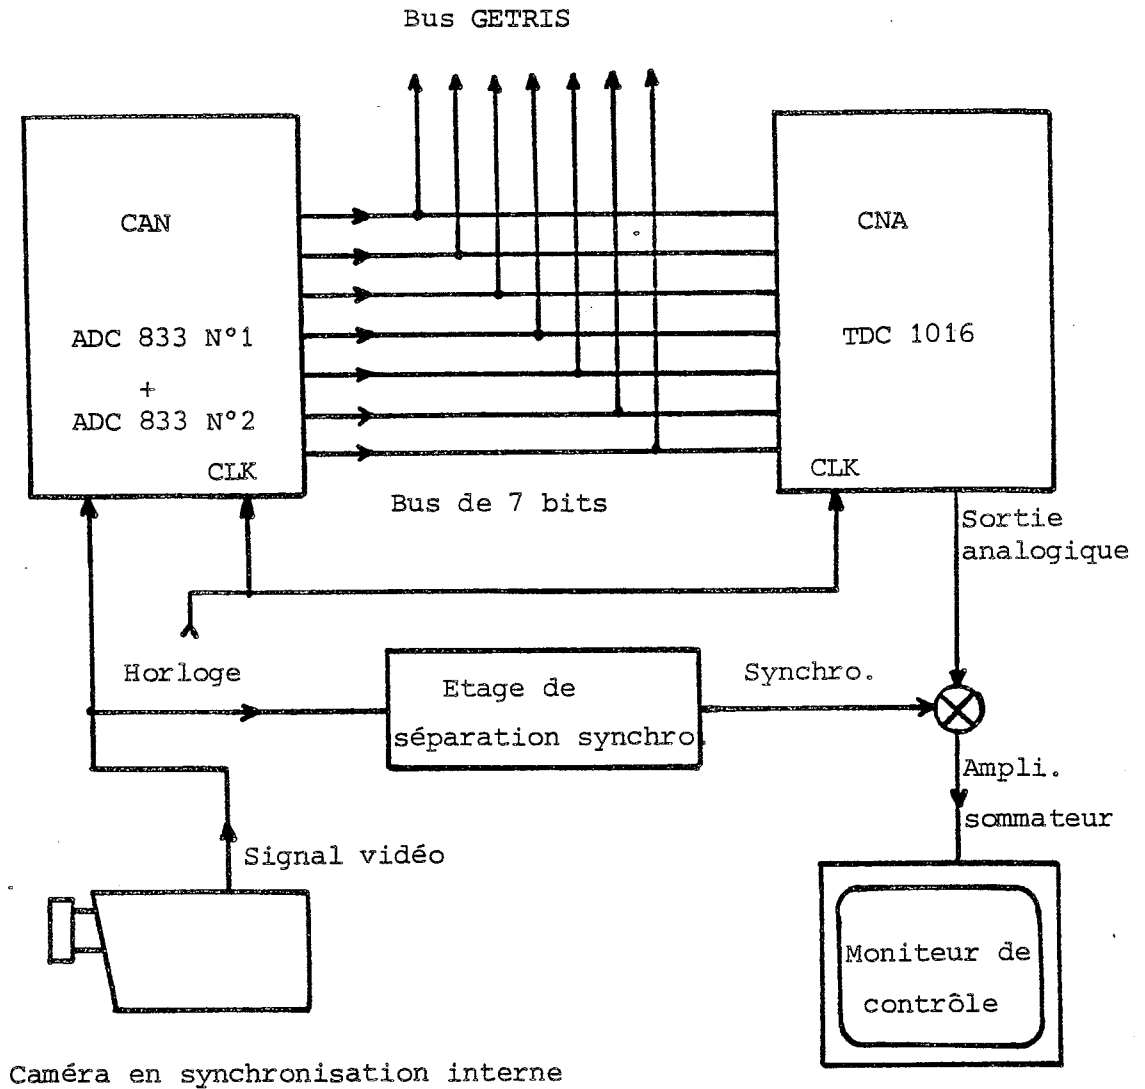 Bus GETRIS
CAN
CNA
ADC 833 N°1
+
ADC 833 N°2
CLK
TDC 1016
CLK
Bus de 7 bits
Sortie
analogique
Horloge
Etage de
séparation synchro.
Synchro.
Ampli.
sommateur
Signal vidéo
Moniteur de
contrôle
Caméra en synchronisation interne